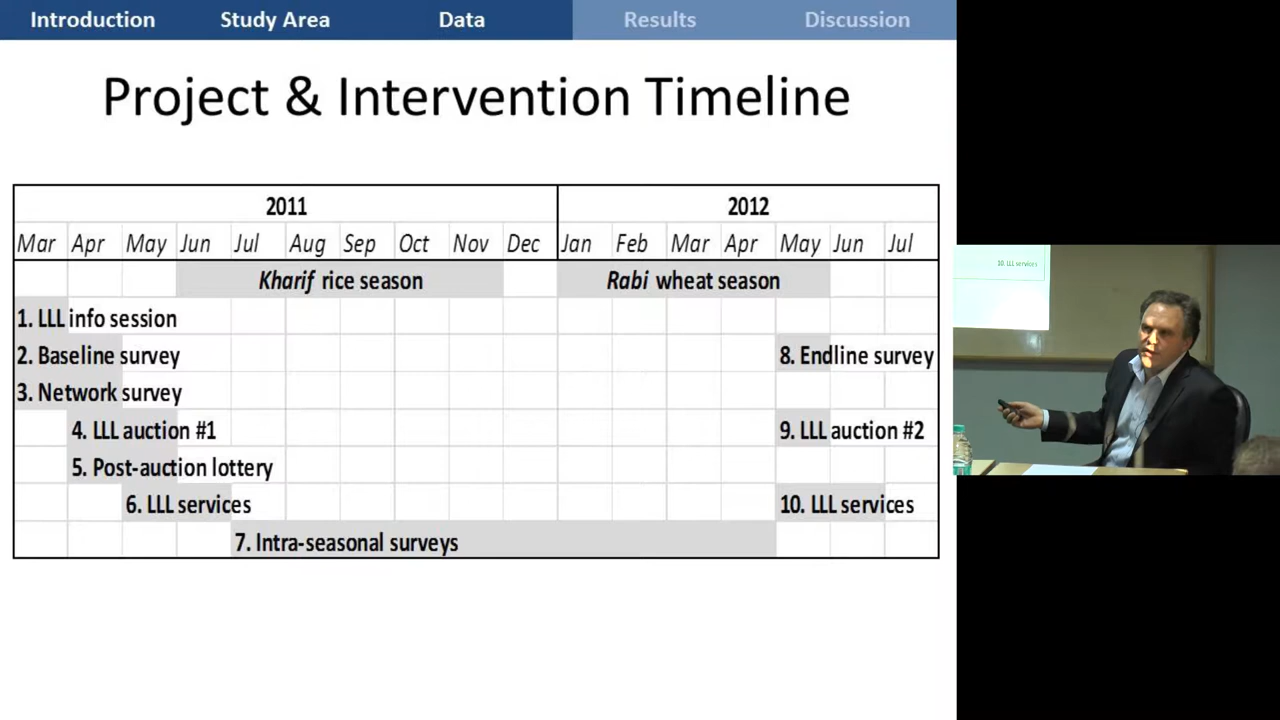 Introduction Study Area Data Results Discussion
Project & Intervention Timeline
2011 2012
Mar Apr May Jun Jul Aug Sep Oct Nov Dec Jan Feb Mar Apr May Jun Jul
Kharif rice season Rabi wheat season
1. LLL info session
2. Baseline survey 8. Endline survey
3. Network survey
4. LLL auction #1 9. LLL auction #2
5. Post-auction lottery
6. LLL services 10. LLL services
7. Intra-seasonal surveys
10. LLL services